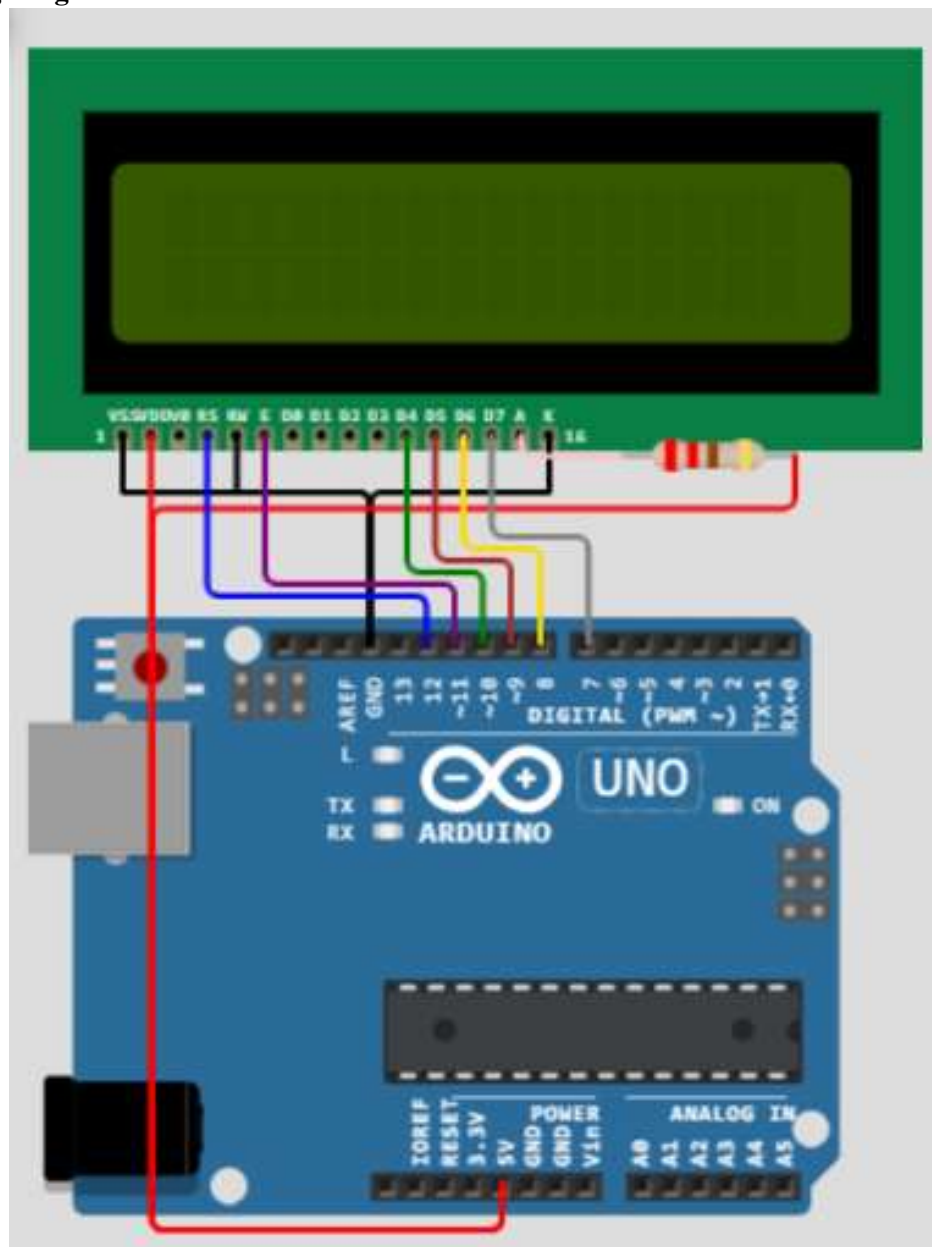 VSS VDD V0 RS RW E D0 D1 D2 D3 D4 D5 D6 D7 A K
1 16
AREF GND 13 12 ~11 ~10 ~9 8 7 ~6 ~5 4 ~3 2 TX→1 RX←0
DIGITAL (PWM ~)
L
UNO
TX
ON
RX
ARDUINO
POWER
ANALOG IN
IOREF RESET 3.3V 5V GND GND Vin A0 A1 A2 A3 A4 A5